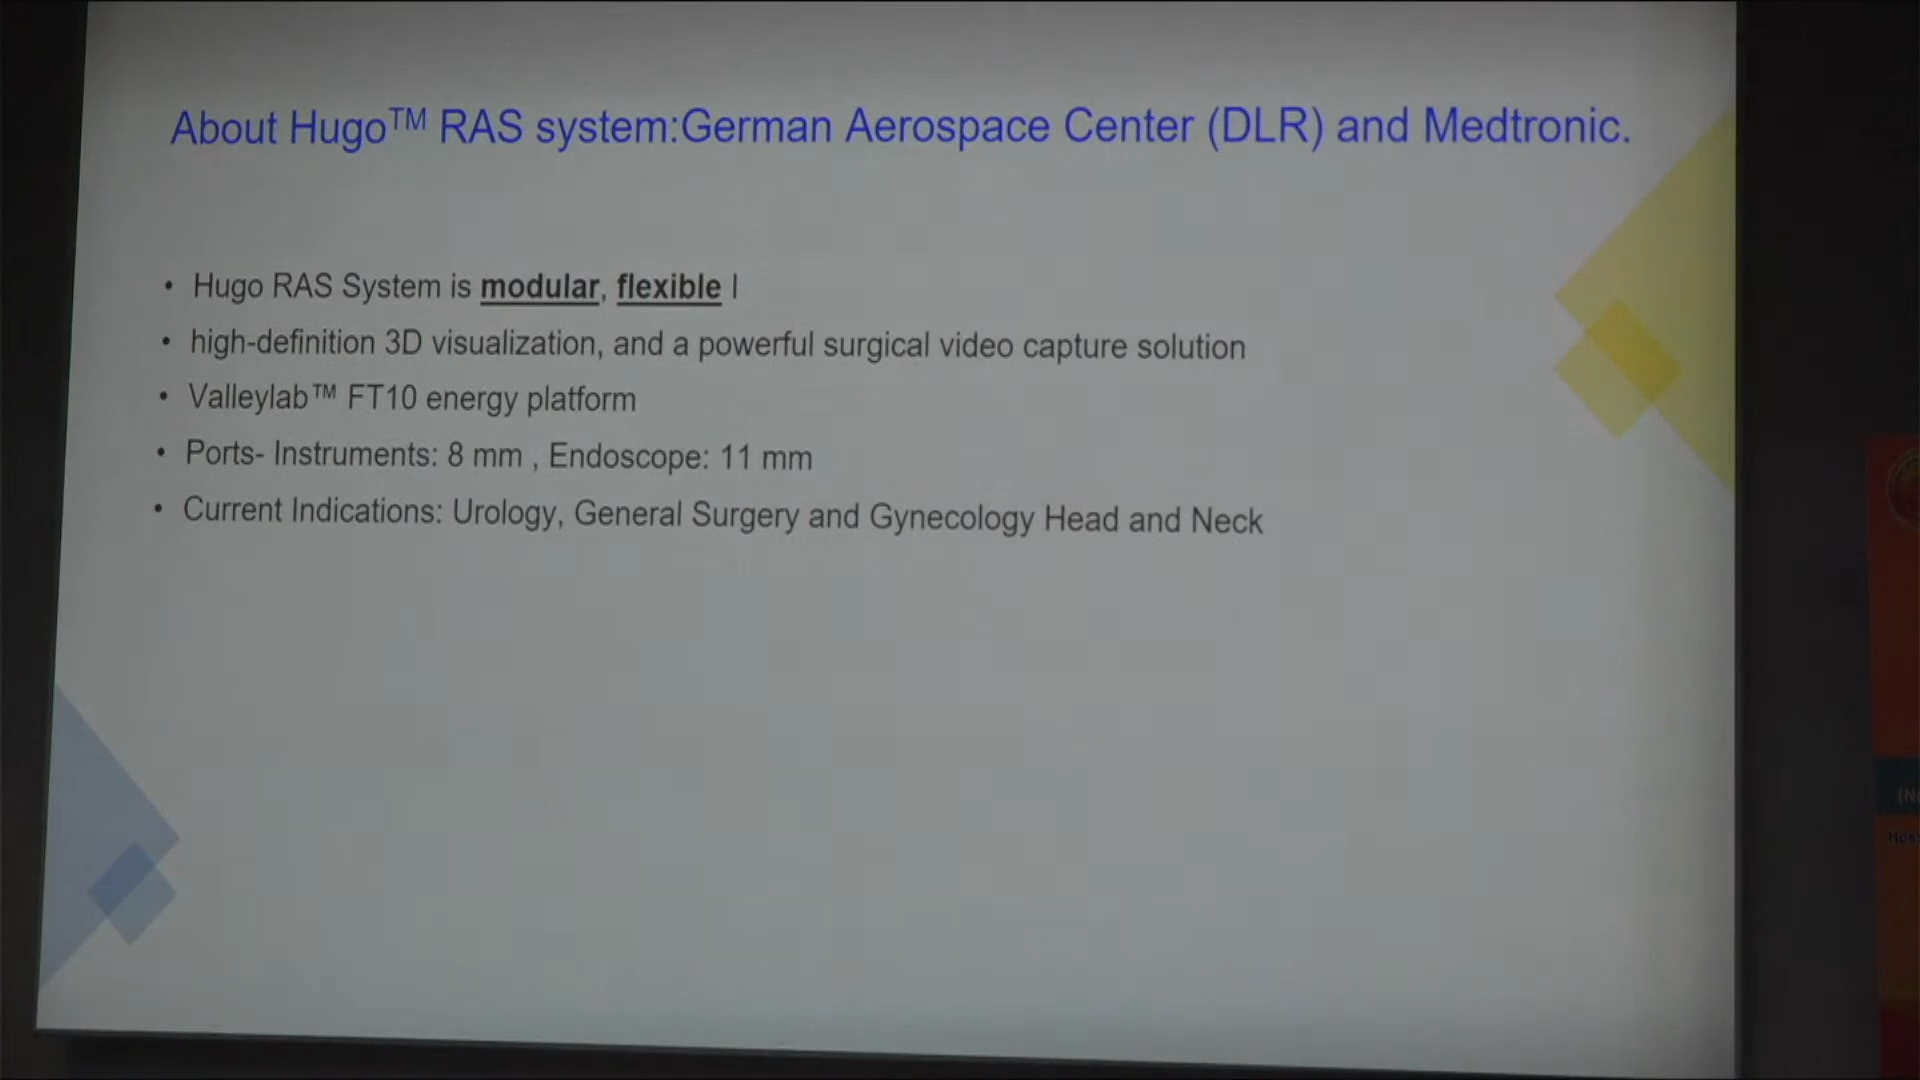 About Hugo™ RAS system:German Aerospace Center (DLR) and Medtronic.
• Hugo RAS System is modular, flexible l
• high-definition 3D visualization, and a powerful surgical video capture solution
• Valleylab™ FT10 energy platform
• Ports- Instruments: 8 mm , Endoscope: 11 mm
• Current Indications: Urology, General Surgery and Gynecology Head and Neck